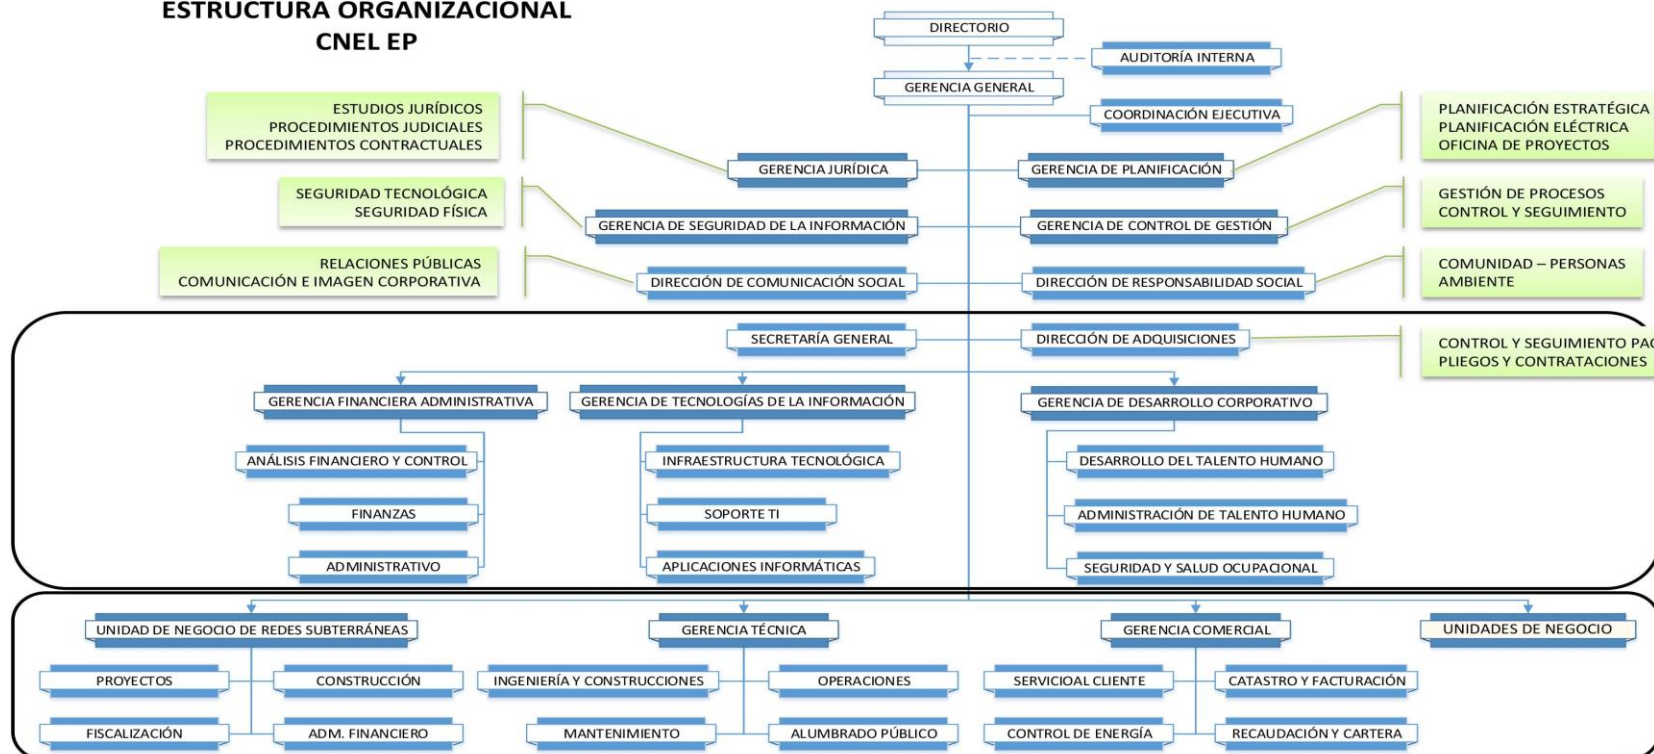 ESTRUCTURA ORGANIZACIONAL
CNEL EP
DIRECTORIO
AUDITORÍA INTERNA
GERENCIA GENERAL
COORDINACIÓN EJECUTIVA
ESTUDIOS JURÍDICOS
PROCEDIMIENTOS JUDICIALES
PROCEDIMIENTOS CONTRACTUALES
GERENCIA JURÍDICA
GERENCIA DE PLANIFICACIÓN
PLANIFICACIÓN ESTRATÉGICA
PLANIFICACIÓN ELÉCTRICA
OFICINA DE PROYECTOS
SEGURIDAD TECNOLÓGICA
SEGURIDAD FÍSICA
GERENCIA DE SEGURIDAD DE LA INFORMACIÓN
GERENCIA DE CONTROL DE GESTIÓN
GESTIÓN DE PROCESOS
CONTROL Y SEGUIMIENTO
RELACIONES PÚBLICAS
COMUNICACIÓN E IMAGEN CORPORATIVA
DIRECCIÓN DE COMUNICACIÓN SOCIAL
DIRECCIÓN DE RESPONSABILIDAD SOCIAL
COMUNIDAD – PERSONAS
AMBIENTE
SECRETARÍA GENERAL
DIRECCIÓN DE ADQUISICIONES
CONTROL Y SEGUIMIENTO
PLIEGOS Y CONTRATACIONES
GERENCIA FINANCIERA ADMINISTRATIVA
GERENCIA DE TECNOLOGÍAS DE LA INFORMACIÓN
GERENCIA DE DESARROLLO CORPORATIVO
ANÁLISIS FINANCIERO Y CONTROL
INFRAESTRUCTURA TECNOLÓGICA
DESARROLLO DEL TALENTO HUMANO
FINANZAS
SOPORTE TI
ADMINISTRACIÓN DE TALENTO HUMANO
ADMINISTRATIVO
APLICACIONES INFORMÁTICAS
SEGURIDAD Y SALUD OCUPACIONAL
UNIDAD DE NEGOCIO DE REDES SUBTERRÁNEAS
GERENCIA TÉCNICA
GERENCIA COMERCIAL
UNIDADES DE NEGOCIO
PROYECTOS
CONSTRUCCIÓN
INGENIERÍA Y CONSTRUCCIONES
OPERACIONES
SERVICIOAL CLIENTE
CATASTRO Y FACTURACIÓN
FISCALIZACIÓN
ADM. FINANCIERO
MANTENIMIENTO
ALUMBRADO PÚBLICO
CONTROL DE ENERGÍA
RECAUDACIÓN Y CARTERA